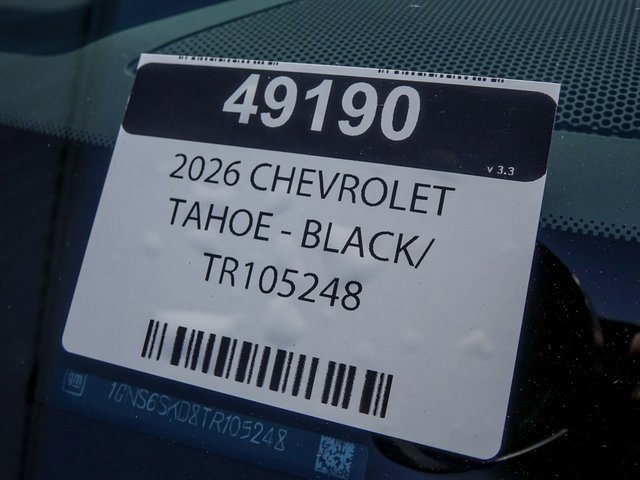 49190
v 3.3
2026 CHEVROLET
TAHOE - BLACK/
TR105248
gm
1GNS6SKD8TR105248